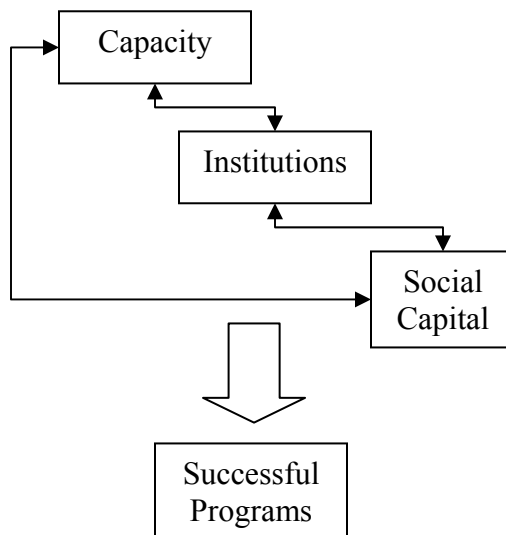 Capacity
Institutions
Social
Capital
Successful
Programs